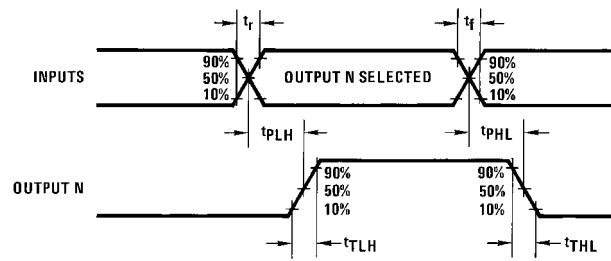 tr tf
90% 90%
INPUTS 50% OUTPUT N SELECTED 50%
10% 10%
tPLH tPHL
90% 90%
OUTPUT N 50% 50%
10% 10%
tTLH tTHL